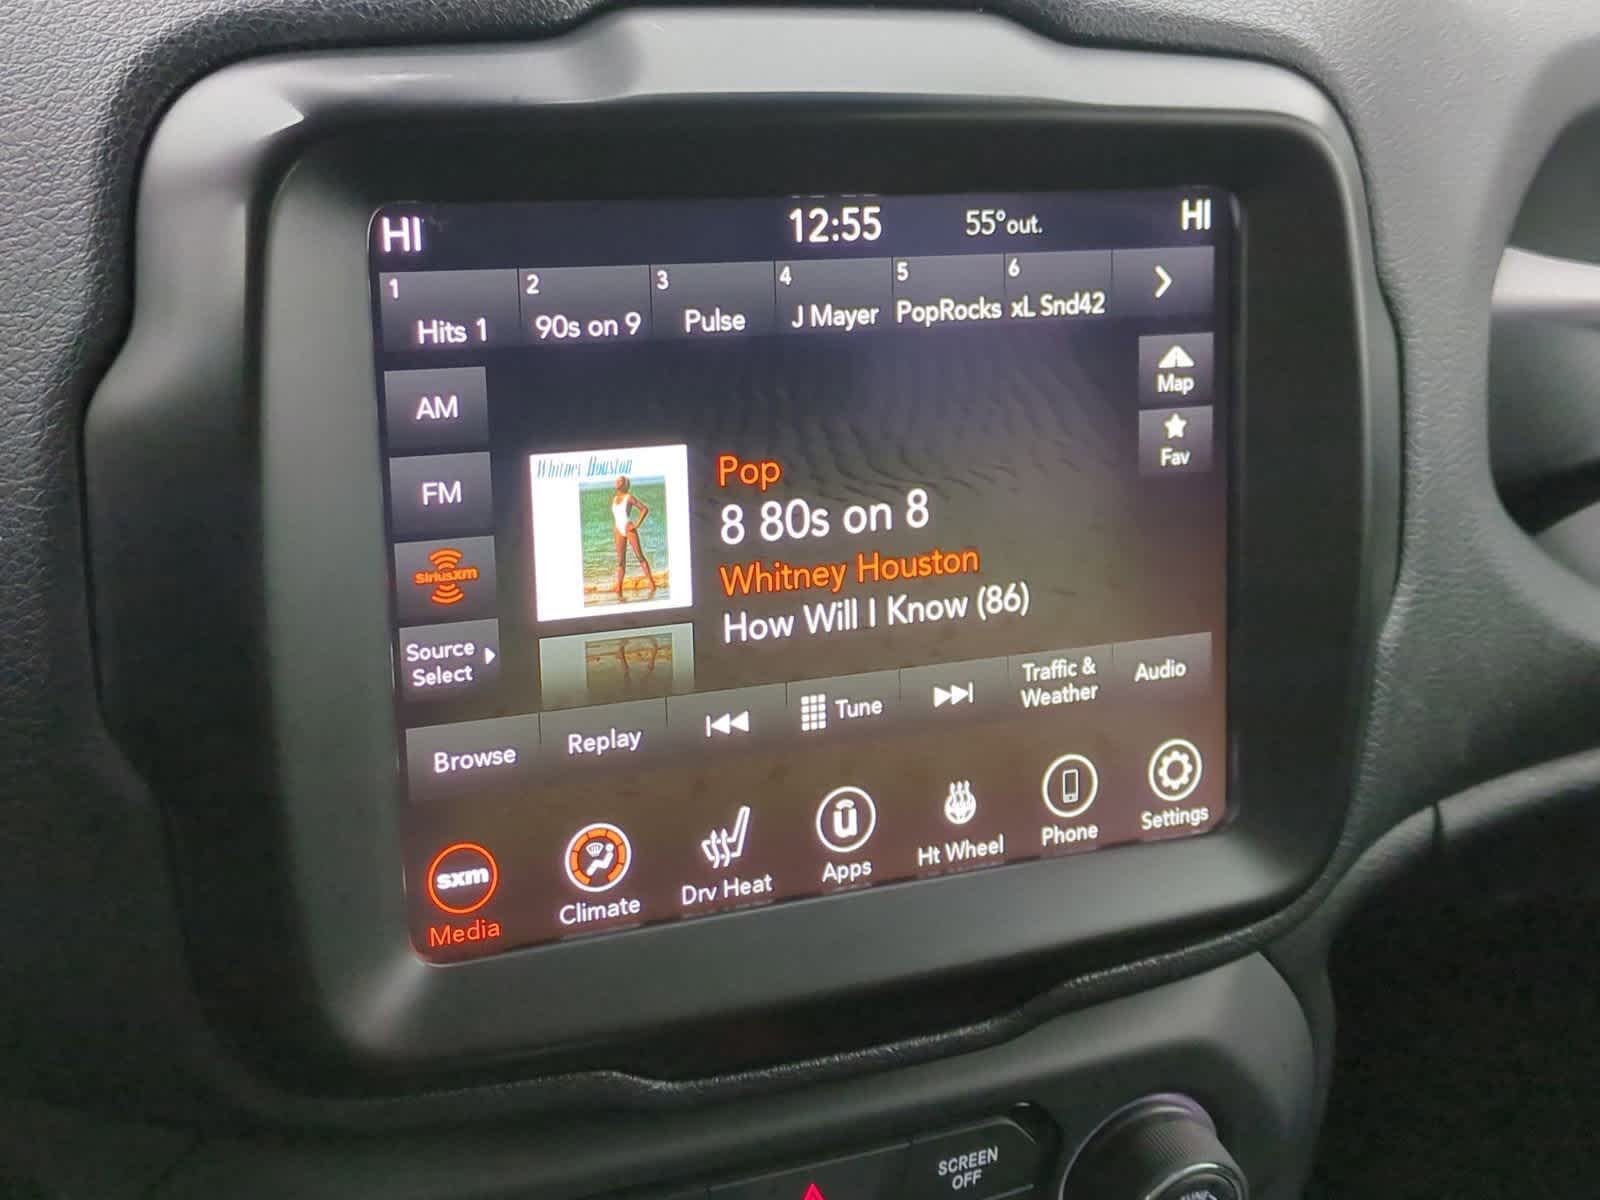 HI
12:55
55° out.
HI
1
2
3
4
5
6
Hits 1
90s on 9
Pulse
J Mayer
PopRocks
xL Snd42
AM
FM
SiriusXm
Source
Select
Map
Fav
Whitney Houston
Pop
8 80s on 8
Whitney Houston
How Will I Know (86)
Browse
Replay
Tune
Traffic &
Weather
Audio
sxm
Media
Climate
Drv Heat
ū
Apps
Ht Wheel
Phone
Settings
SCREEN
OFF